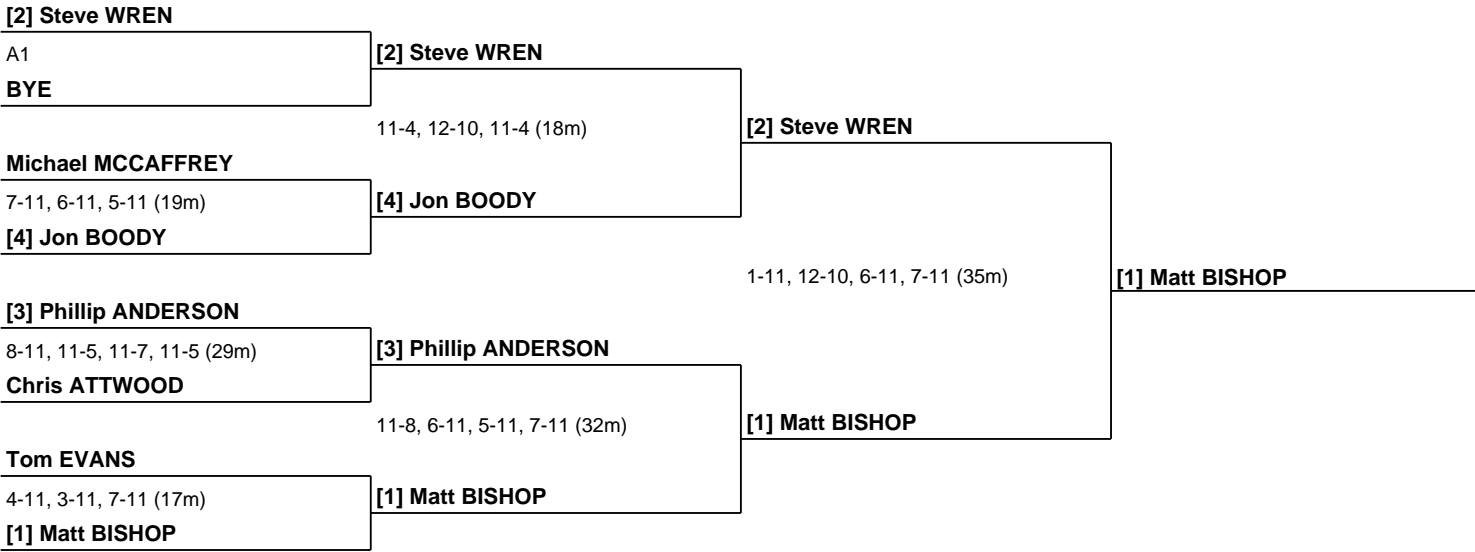 [2] Steve WREN
A1
BYE
[2] Steve WREN
11-4, 12-10, 11-4 (18m)
[2] Steve WREN
Michael MCCAFFREY
7-11, 6-11, 5-11 (19m)
[4] Jon BOODY
[4] Jon BOODY
1-11, 12-10, 6-11, 7-11 (35m)
[1] Matt BISHOP
[3] Phillip ANDERSON
8-11, 11-5, 11-7, 11-5 (29m)
Chris ATTWOOD
[3] Phillip ANDERSON
11-8, 6-11, 5-11, 7-11 (32m)
[1] Matt BISHOP
Tom EVANS
4-11, 3-11, 7-11 (17m)
[1] Matt BISHOP
[1] Matt BISHOP